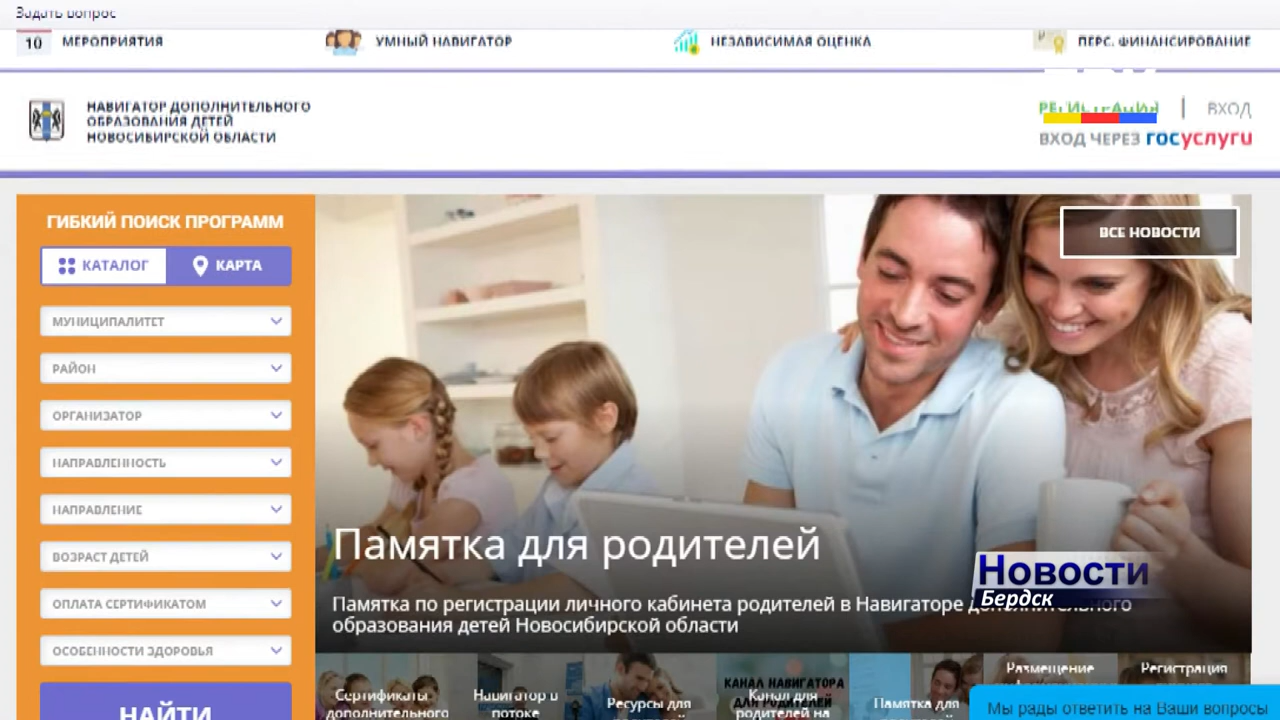 Задать вопрос
10 МЕРОПРИЯТИЯ
УМНЫЙ НАВИГАТОР
НЕЗАВИСИМАЯ ОЦЕНКА
ПЕРС. ФИНАНСИРОВАНИЕ
НАВИГАТОР ДОПОЛНИТЕЛЬНОГО
ОБРАЗОВАНИЯ ДЕТЕЙ
НОВОСИБИРСКОЙ ОБЛАСТИ
РЕГИСТРАЦИЯ | ВХОД
ВХОД ЧЕРЕЗ госуслуги
ГИБКИЙ ПОИСК ПРОГРАММ
КАТАЛОГ
КАРТА
МУНИЦИПАЛИТЕТ
РАЙОН
ОРГАНИЗАТОР
НАПРАВЛЕННОСТЬ
НАПРАВЛЕНИЕ
ВОЗРАСТ ДЕТЕЙ
ОПЛАТА СЕРТИФИКАТОМ
ОСОБЕННОСТИ ЗДОРОВЬЯ
НАЙТИ
ВСЕ НОВОСТИ
Памятка для родителей
Памятка по регистрации личного кабинета родителей в Навигаторе дополнительного
образования детей Новосибирской области
Новости
Бердск
Сертификаты
дополнительного
Навигатор в
потоке
Ресурсы для
КАНАЛ НАВИГАТОРА
ДЛЯ РОДИТЕЛЕЙ
Канал для
родителей на
Памятка для
Размещение
Регистрация
Мы рады ответить на Ваши вопросы